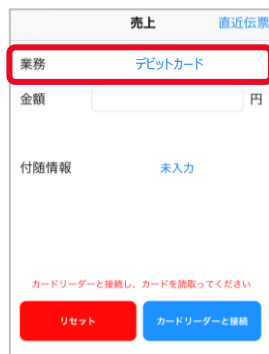 売上 直近伝票
業務 デビットカード
金額 円
付随情報 未入力
カードリーダーと接続し、カードを読取ってください
リセット カードリーダーと接続